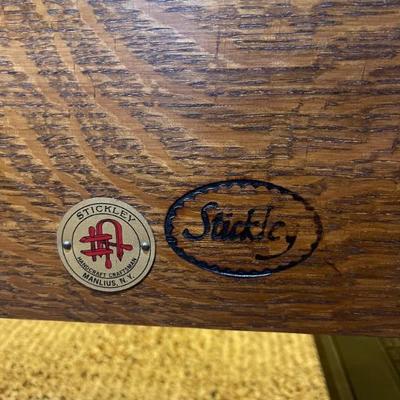 STICKLEY
HANDCRAFT CRAFTSMAN
MANLIUS, N.Y.
Stickley